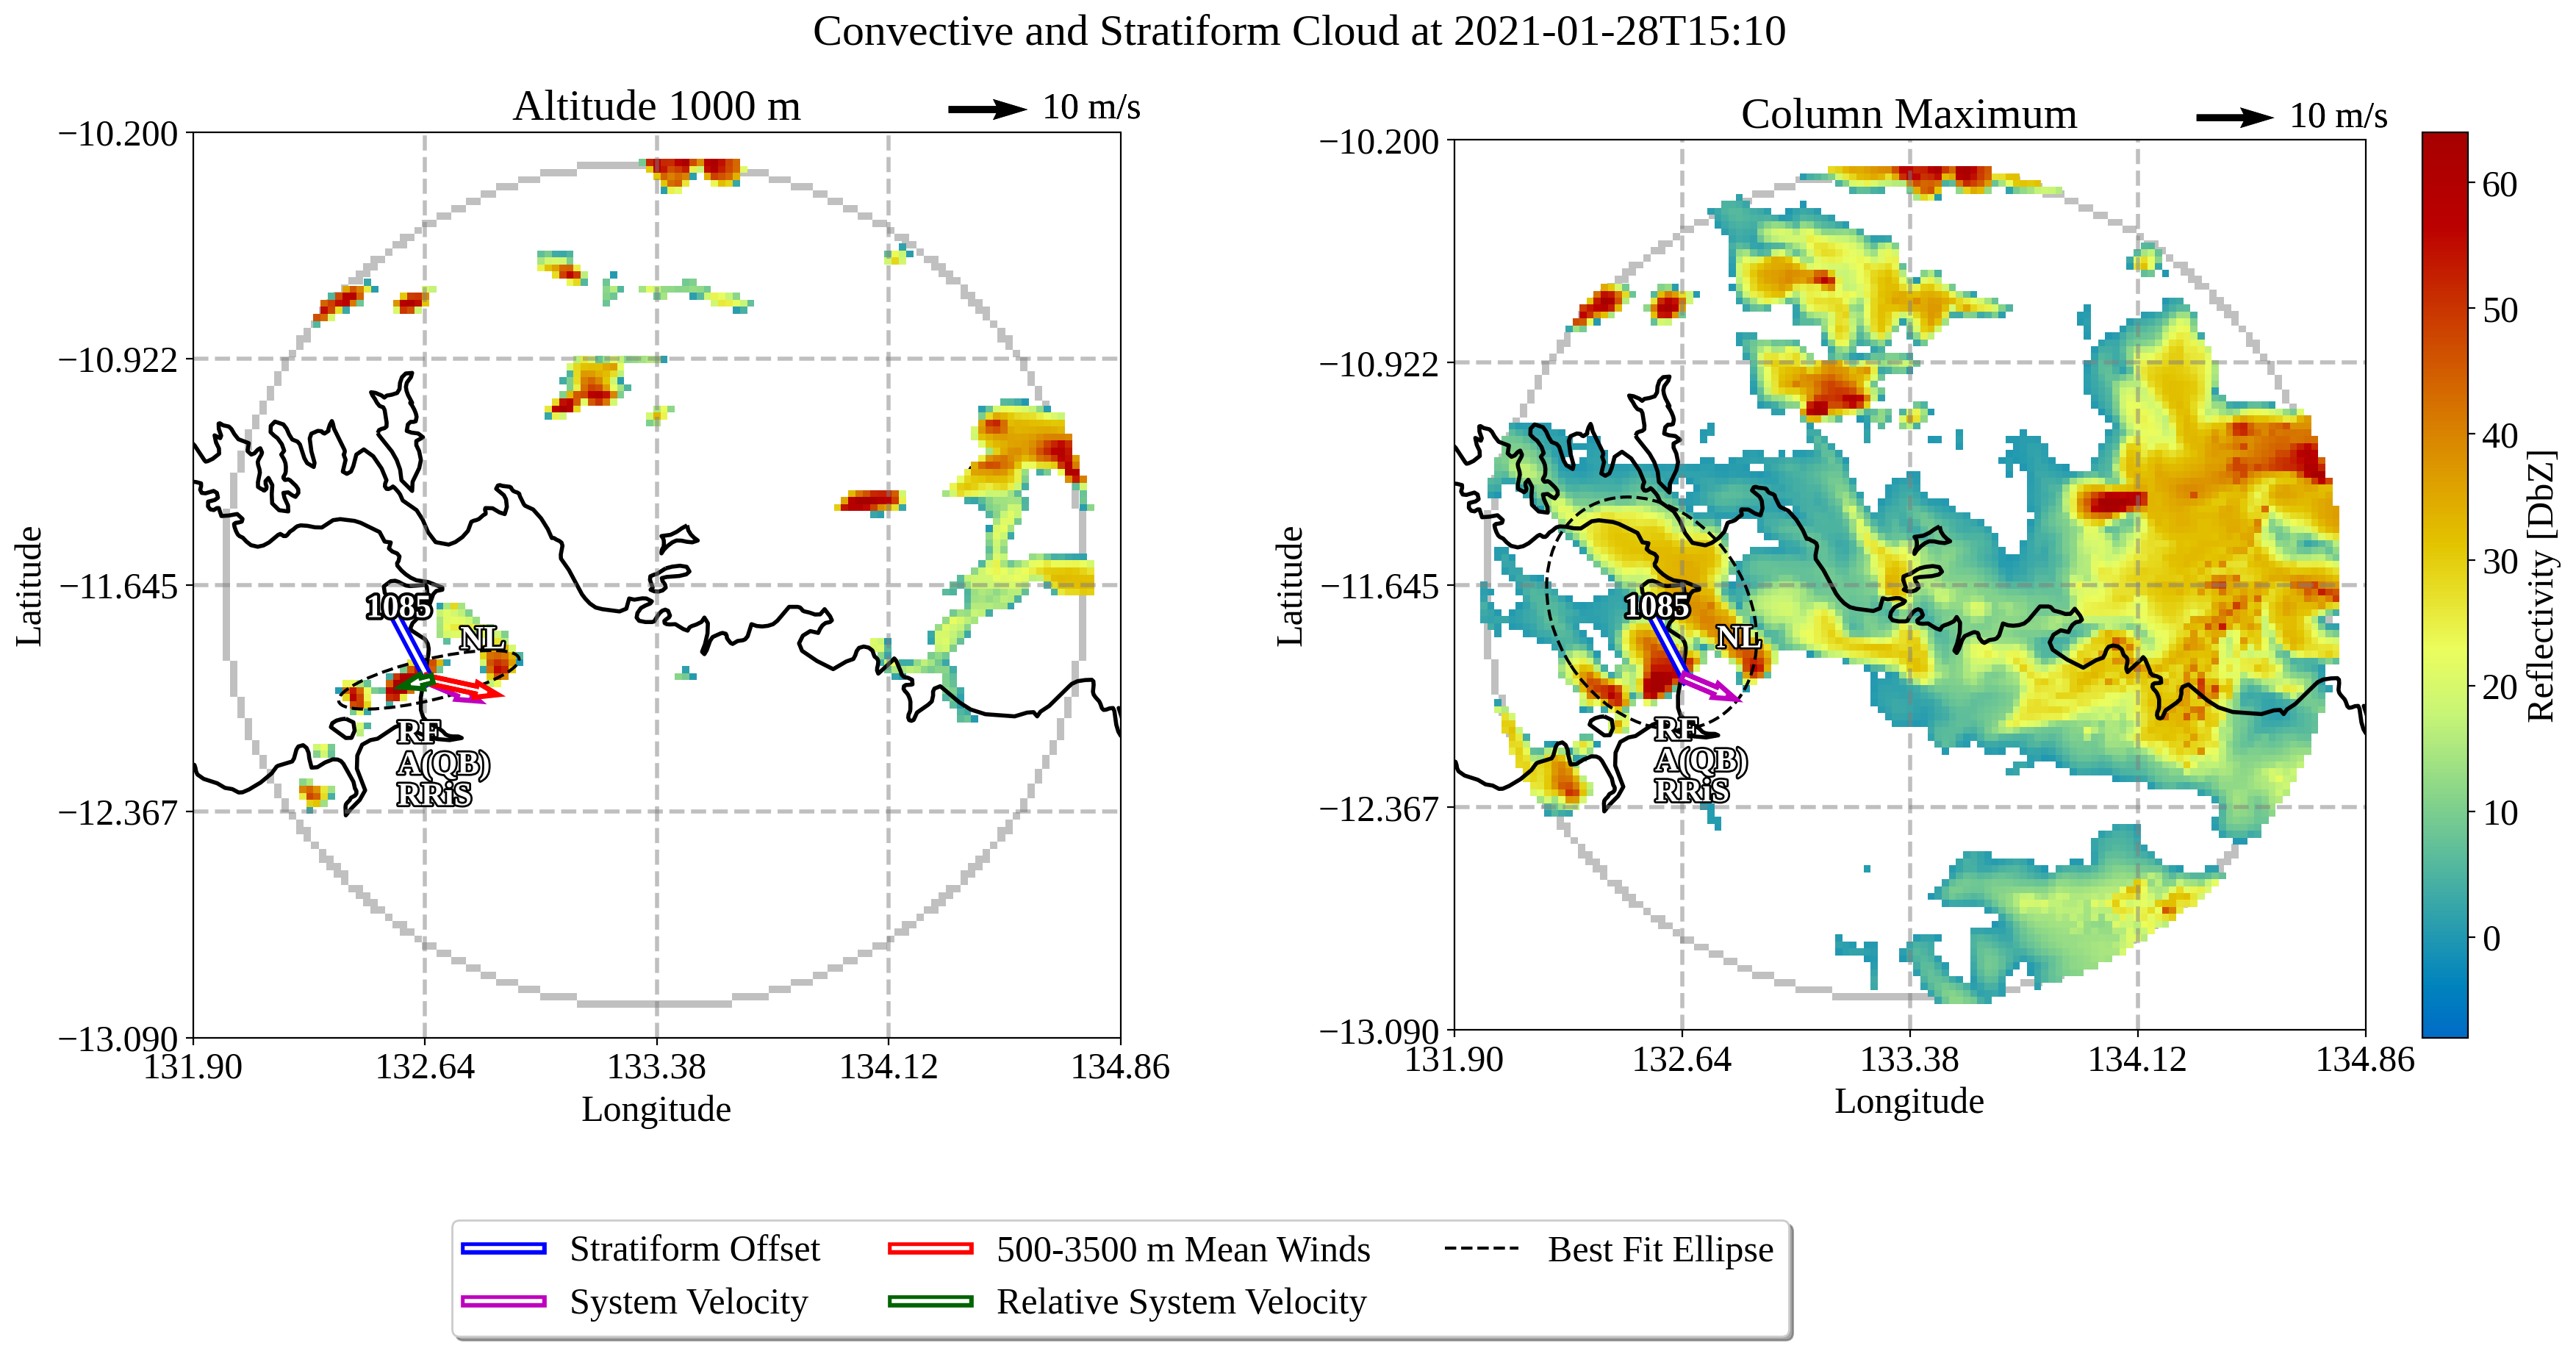 Convective and Stratiform Cloud at 2021-01-28T15:10
Altitude 1000 m
10 m/s
−10.200
−10.922
−11.645
−12.367
−13.090
131.90
132.64
133.38
134.12
134.86
Latitude
Longitude
1085
NL
RF
A(QB)
RRiS
Column Maximum
10 m/s
−10.200
−10.922
−11.645
−12.367
−13.090
131.90
132.64
133.38
134.12
134.86
Latitude
Longitude
1085
NL
RF
A(QB)
RRiS
60
50
40
30
20
10
0
Reflectivity [DbZ]
Stratiform Offset
System Velocity
500-3500 m Mean Winds
Relative System Velocity
Best Fit Ellipse